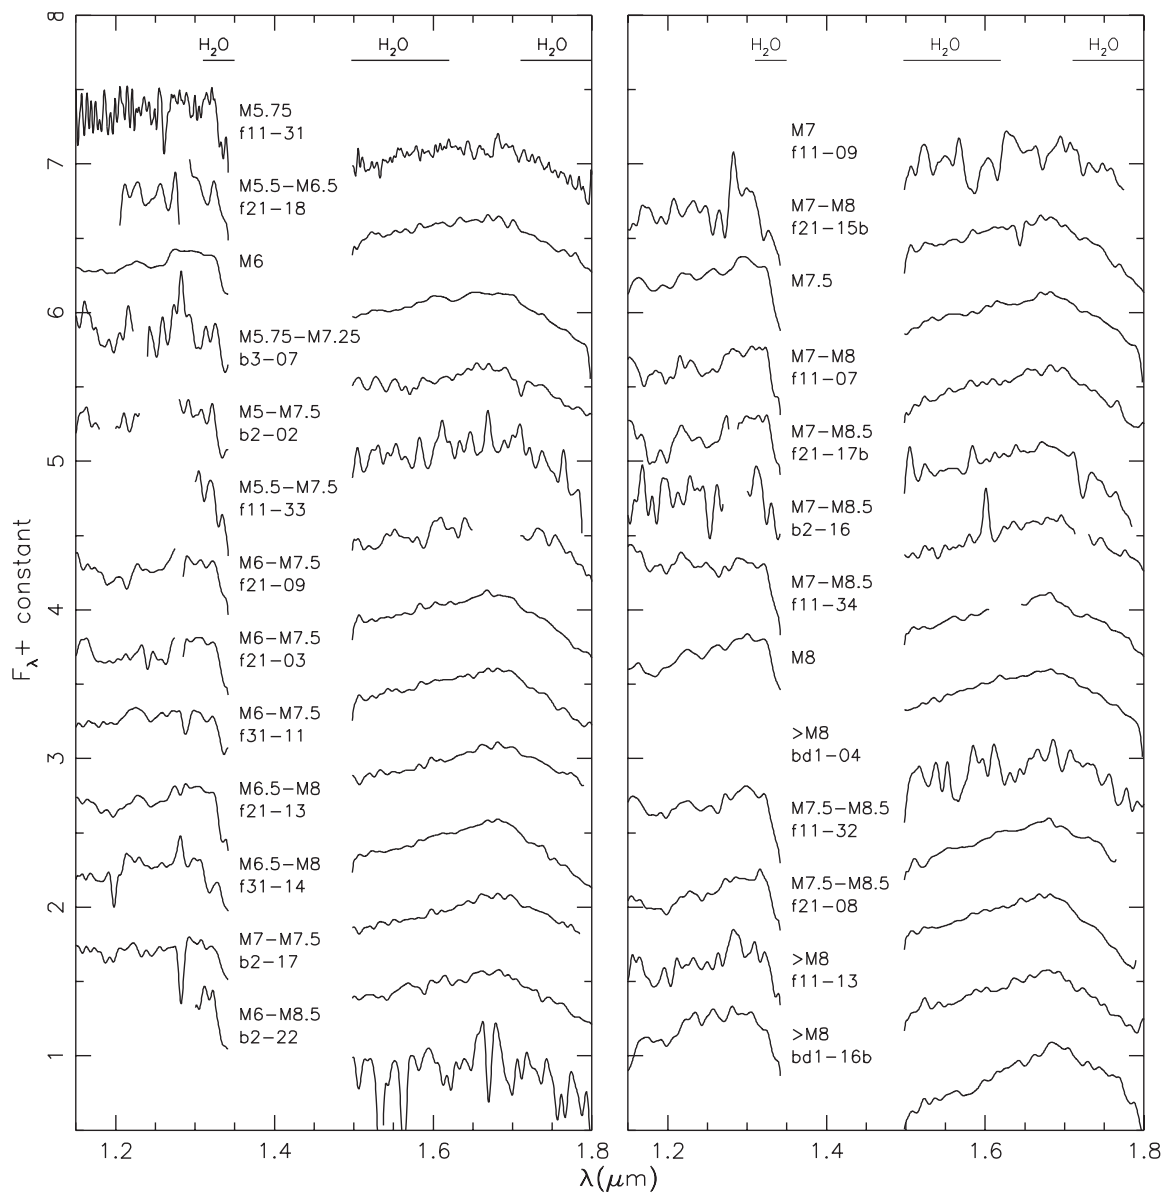 H2O H2O H2O
H2O H2O H2O
8
7
6
5
4
3
2
1
Fλ+ constant
M5.75
f11-31
M5.5-M6.5
f21-18
M6
M5.75-M7.25
b3-07
M5-M7.5
b2-02
M5.5-M7.5
f11-33
M6-M7.5
f21-09
M6-M7.5
f21-03
M6-M7.5
f31-11
M6.5-M8
f21-13
M6.5-M8
f31-14
M7-M7.5
b2-17
M6-M8.5
b2-22
M7
f11-09
M7-M8
f21-15b
M7.5
M7-M8
f11-07
M7-M8.5
f21-17b
M7-M8.5
b2-16
M7-M8.5
f11-34
M8
>M8
bd1-04
M7.5-M8.5
f11-32
M7.5-M8.5
f21-08
>M8
f11-13
>M8
bd1-16b
1.2 1.4 1.6 1.8
1.2 1.4 1.6 1.8
λ(μm)